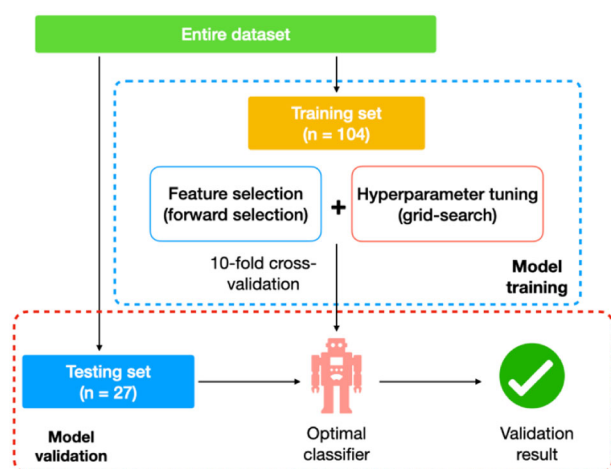 Entire dataset
Training set
(n = 104)
Feature selection
(forward selection)
+
Hyperparameter tuning
(grid-search)
10-fold cross-
validation
Model
training
Testing set
(n = 27)
Model
validation
Optimal
classifier
Validation
result